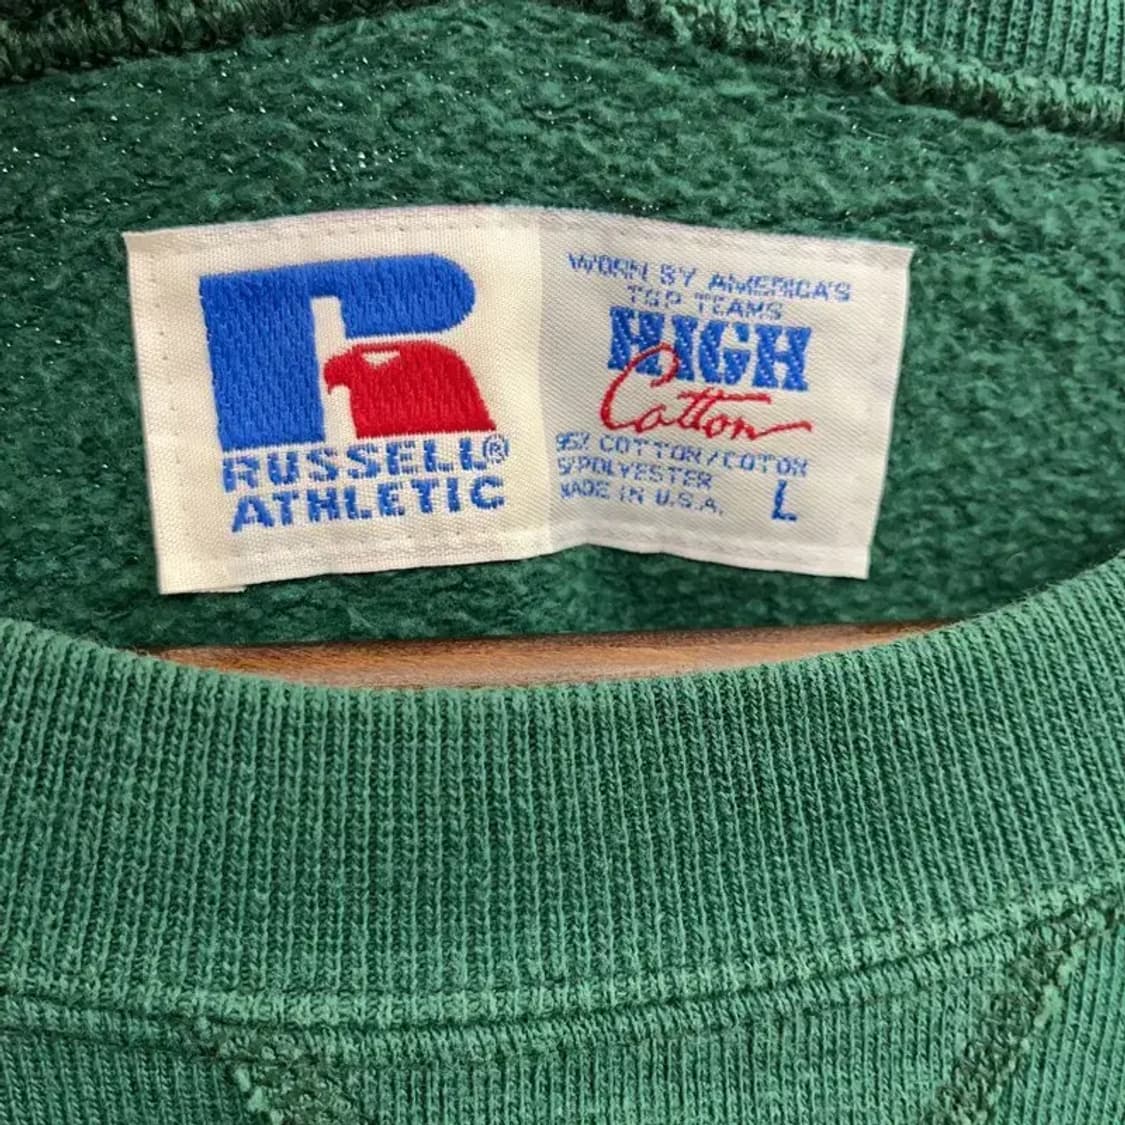 RUSSELL®
ATHLETIC
WORN BY AMERICA'S
TOP TEAMS
HIGH
Cotton
95% COTTON/COTON
5%POLYESTER
MADE IN U.S.A.
L